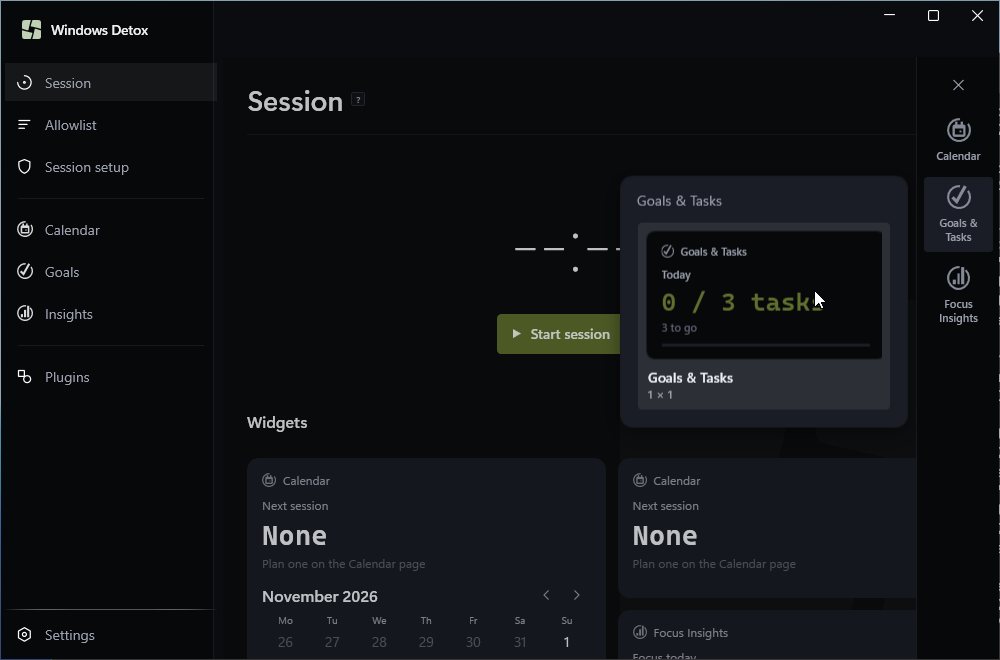 Windows Detox
Session
Allowlist
Session setup
Calendar
Goals
Insights
Plugins
Settings
Session ?
--:--
Start session
Widgets
Calendar
Next session
None
Plan one on the Calendar page
November 2026
Mo Tu We Th Fr Sa Su
26 27 28 29 30 31 1
Calendar
Next session
None
Plan one on the Calendar page
Focus Insights
Focus today
Goals & Tasks
Goals & Tasks
Today
0 / 3 tasks
3 to go
Goals & Tasks
1 × 1
Calendar
Goals &
Tasks
Focus
Insights